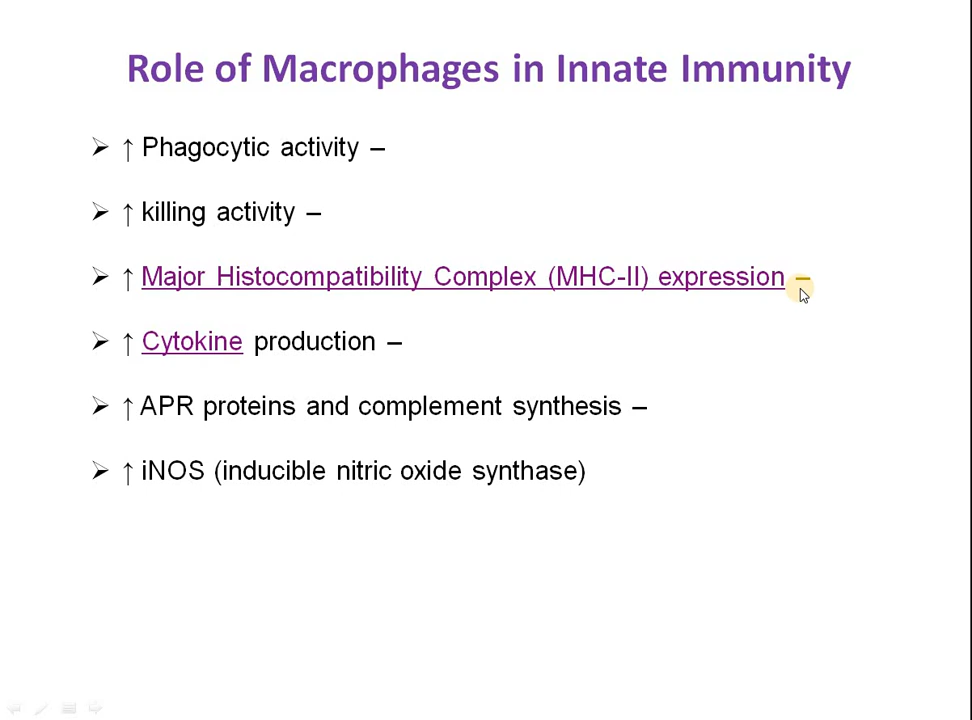 Role of Macrophages in Innate Immunity
➢ ↑ Phagocytic activity –
➢ ↑ killing activity –
➢ ↑ Major Histocompatibility Complex (MHC-II) expression –
➢ ↑ Cytokine production –
➢ ↑ APR proteins and complement synthesis –
➢ ↑ iNOS (inducible nitric oxide synthase)